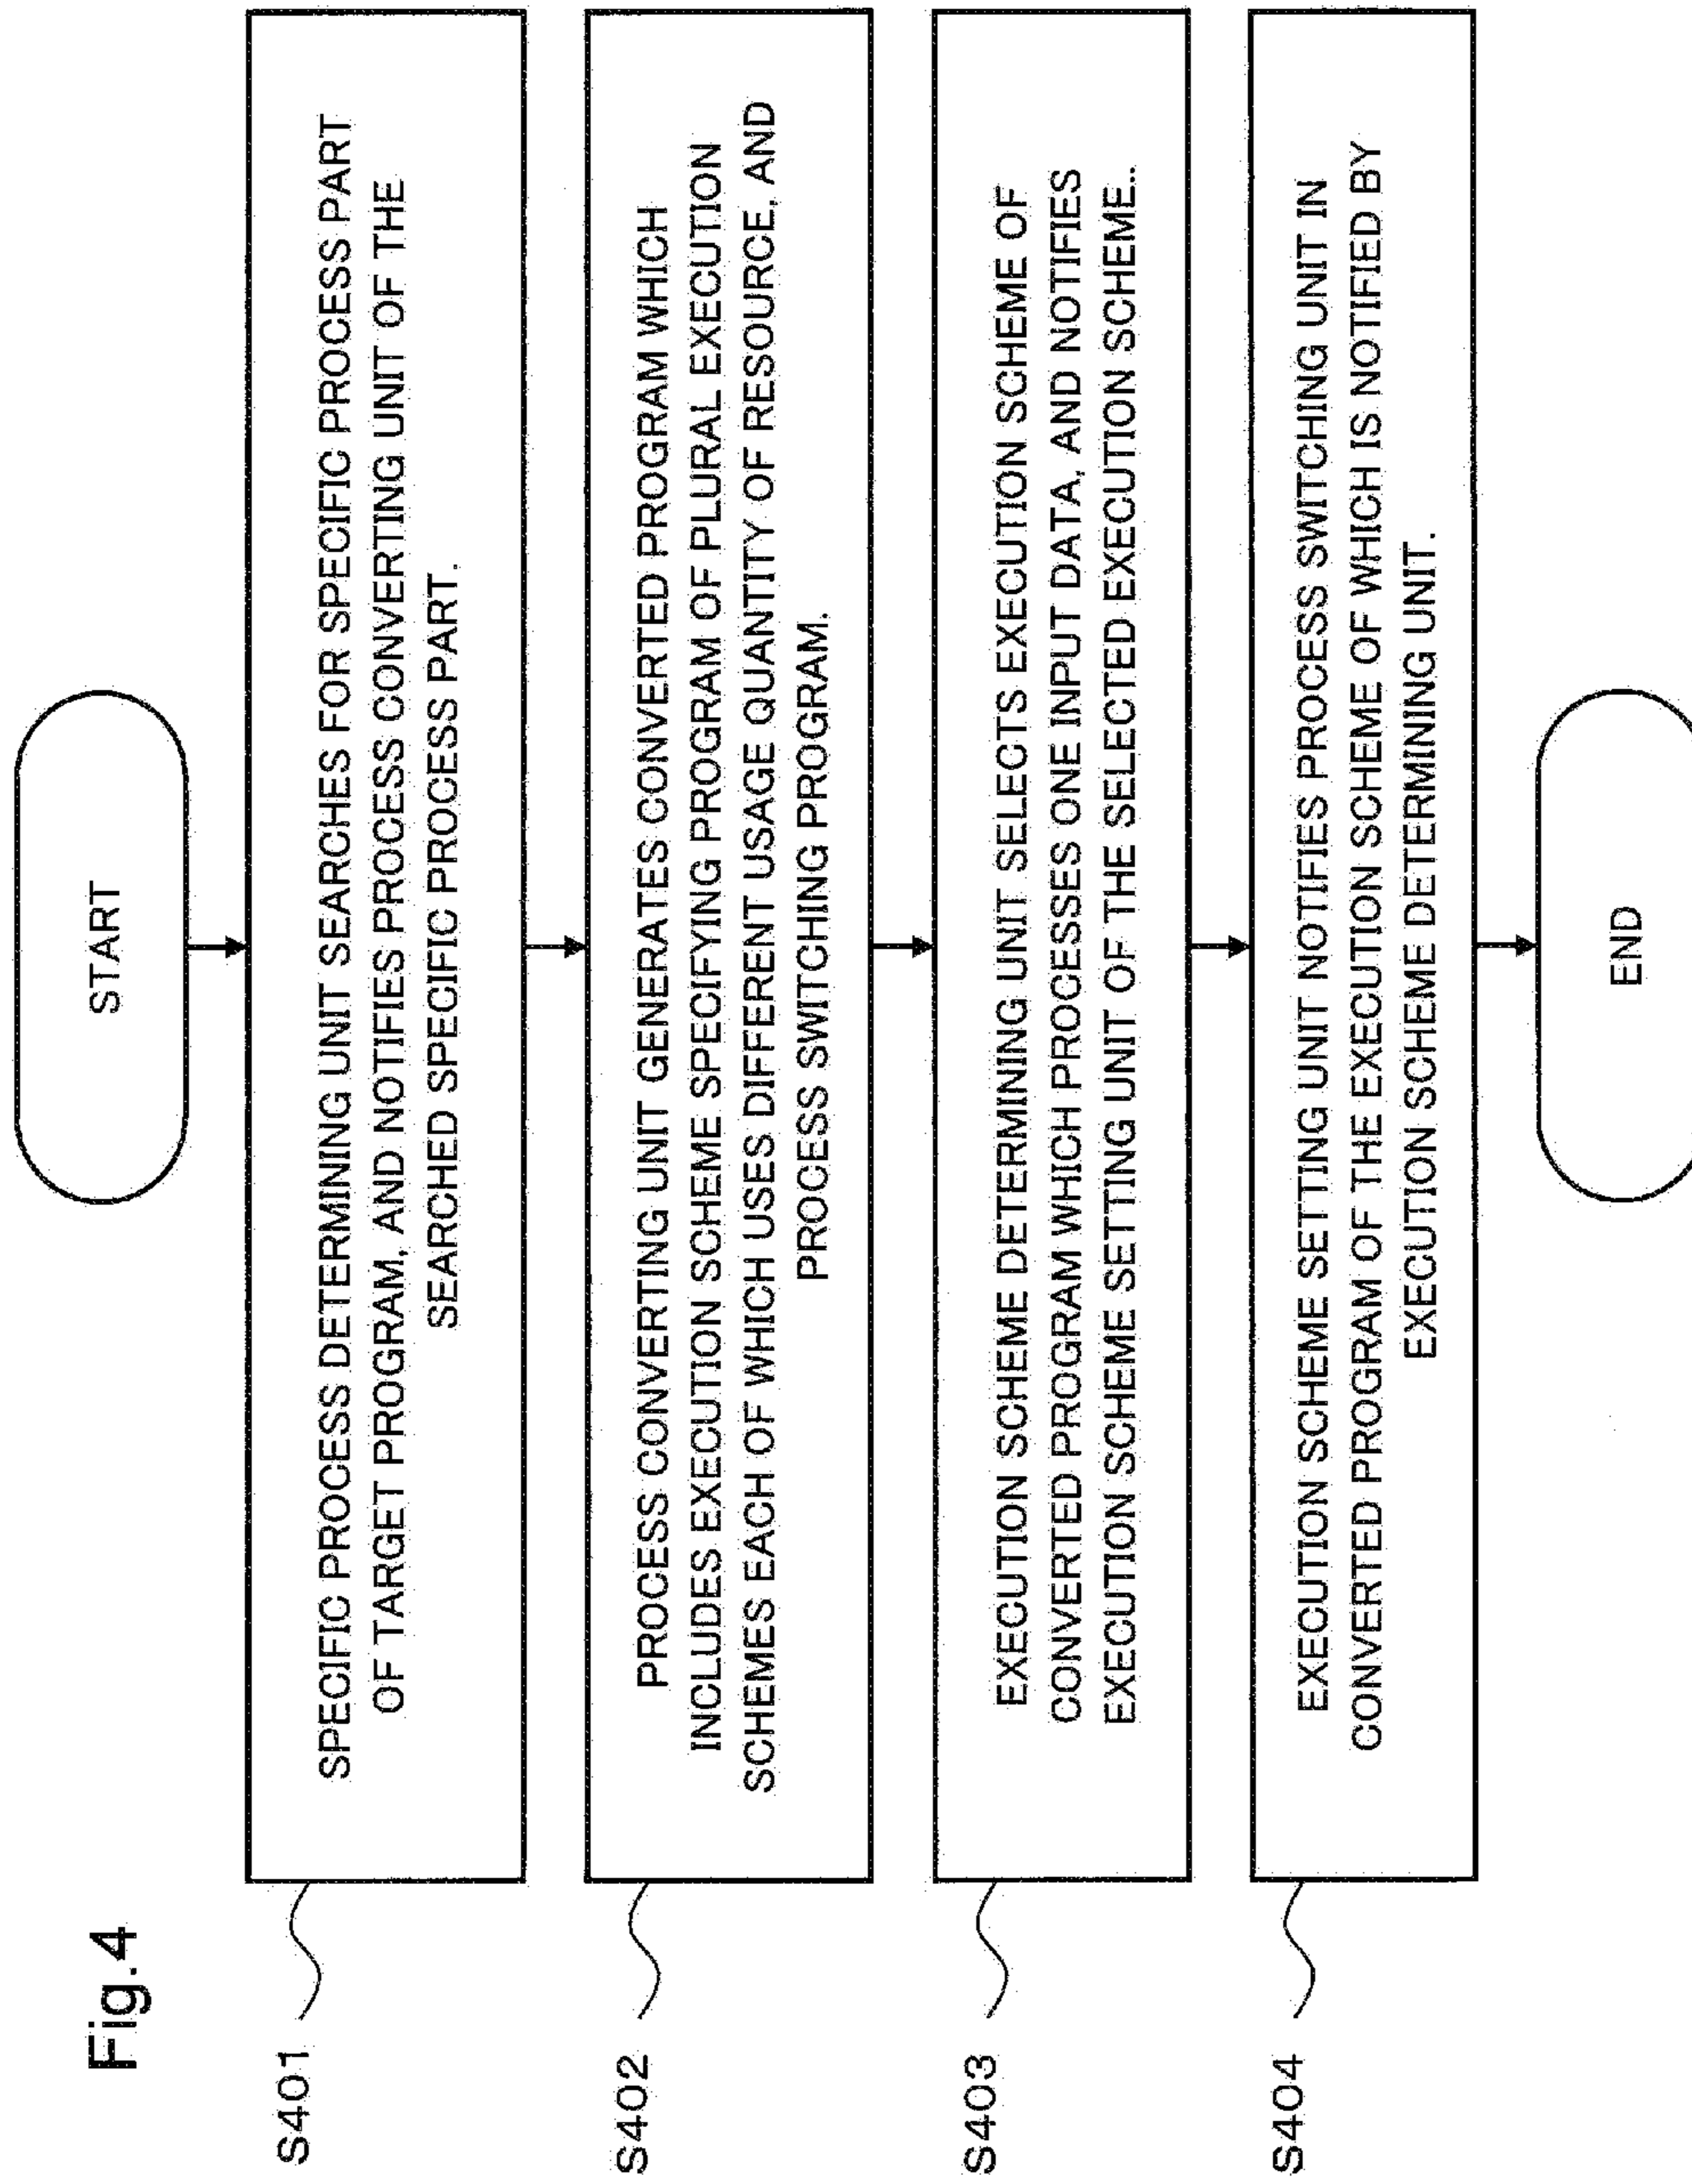 Fig.4
START
S401
SPECIFIC PROCESS DETERMINING UNIT SEARCHES FOR SPECIFIC PROCESS PART
OF TARGET PROGRAM, AND NOTIFIES PROCESS CONVERTING UNIT OF THE
SEARCHED SPECIFIC PROCESS PART.
S402
PROCESS CONVERTING UNIT GENERATES CONVERTED PROGRAM WHICH
INCLUDES EXECUTION SCHEME SPECIFYING PROGRAM OF PLURAL EXECUTION
SCHEMES EACH OF WHICH USES DIFFERENT USAGE QUANTITY OF RESOURCE, AND
PROCESS SWITCHING PROGRAM.
S403
EXECUTION SCHEME DETERMINING UNIT SELECTS EXECUTION SCHEME OF
CONVERTED PROGRAM WHICH PROCESSES ONE INPUT DATA, AND NOTIFIES
EXECUTION SCHEME SETTING UNIT OF THE SELECTED EXECUTION SCHEME..
S404
EXECUTION SCHEME SETTING UNIT NOTIFIES PROCESS SWITCHING UNIT IN
CONVERTED PROGRAM OF THE EXECUTION SCHEME OF WHICH IS NOTIFIED BY
EXECUTION SCHEME DETERMINING UNIT.
END